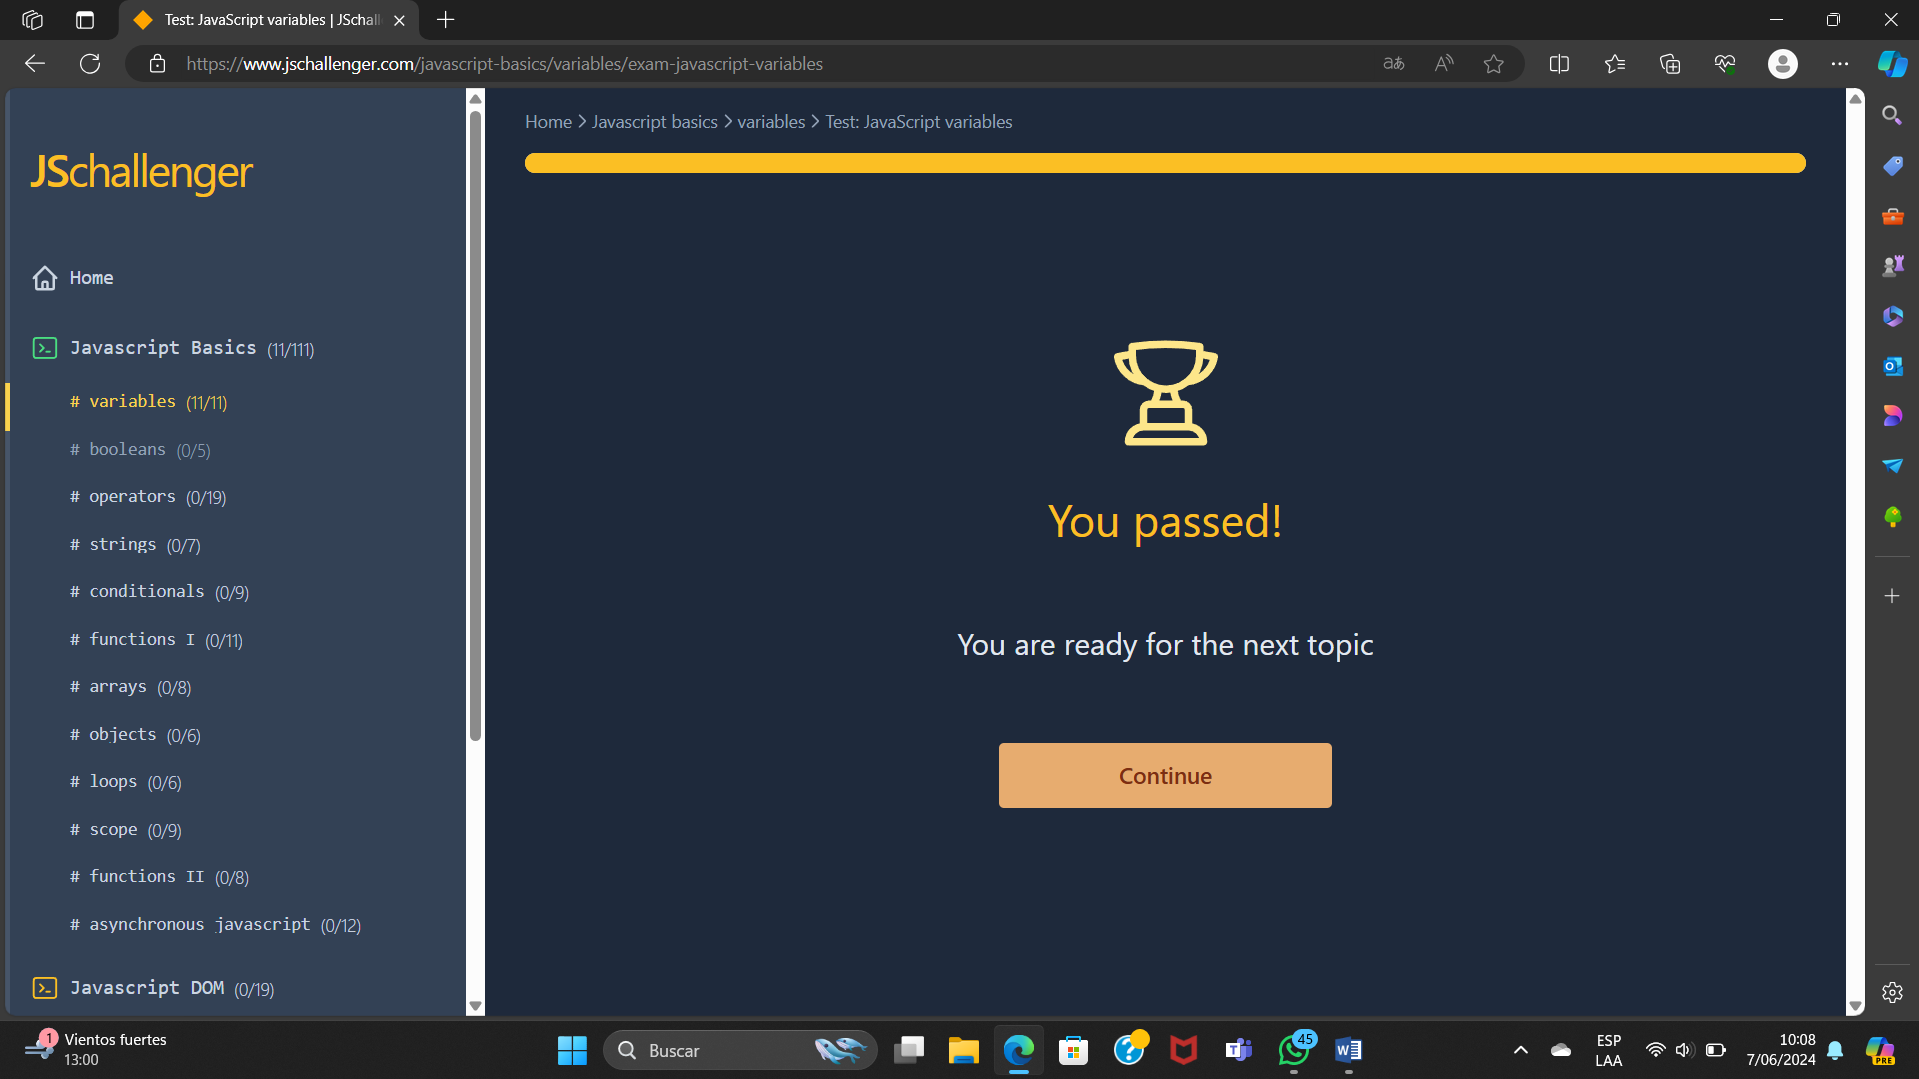 Test: JavaScript variables | JSchall
https://www.jschallenger.com/javascript-basics/variables/exam-javascript-variables
JSchallenger
Home
Javascript Basics (11/111)
# variables (11/11)
# booleans (0/5)
# operators (0/19)
# strings (0/7)
# conditionals (0/9)
# functions I (0/11)
# arrays (0/8)
# objects (0/6)
# loops (0/6)
# scope (0/9)
# functions II (0/8)
# asynchronous javascript (0/12)
Javascript DOM (0/19)
Home > Javascript basics > variables > Test: JavaScript variables
You passed!
You are ready for the next topic
Continue
1
Vientos fuertes
13:00
Buscar
45
ESP
LAA
10:08
7/06/2024
PRE